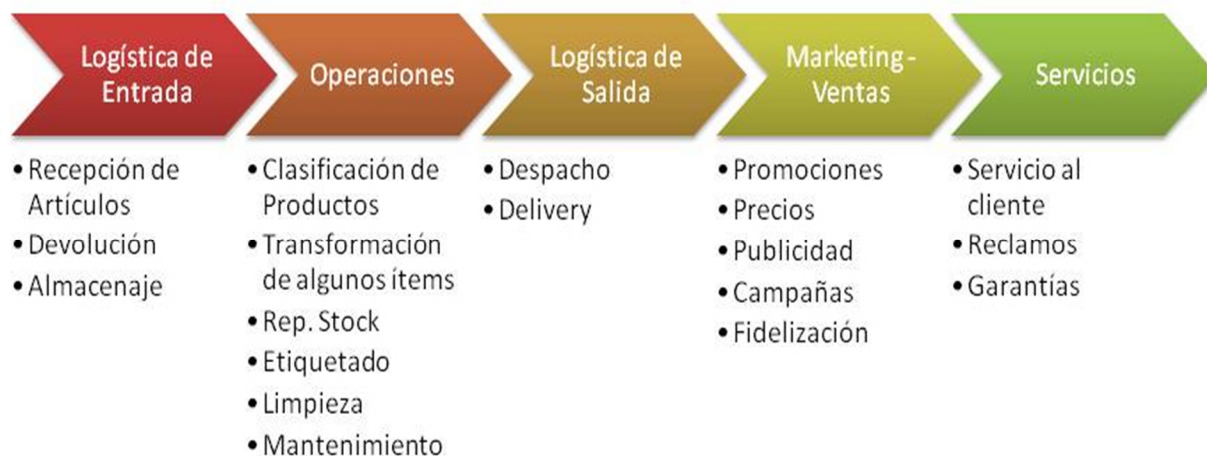 Logística de
Entrada
• Recepción de
Artículos
• Devolución
• Almacenaje
Operaciones
• Clasificación de
Productos
• Transformación
de algunos ítems
• Rep. Stock
• Etiquetado
• Limpieza
• Mantenimiento
Logística de
Salida
• Despacho
• Delivery
Marketing -
Ventas
• Promociones
• Precios
• Publicidad
• Campañas
• Fidelización
Servicios
• Servicio al
cliente
• Reclamos
• Garantías